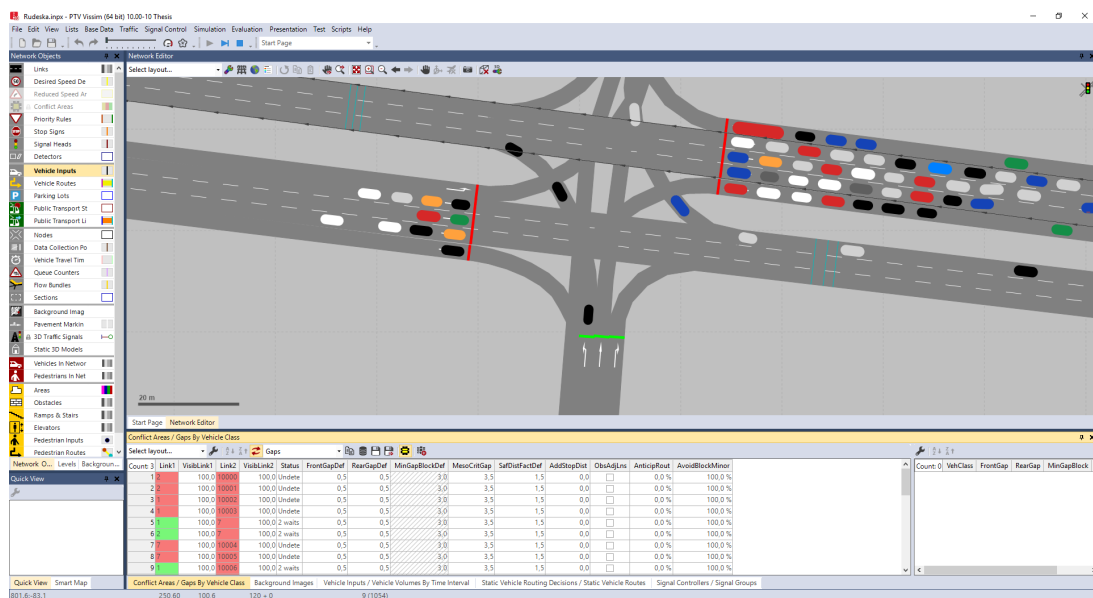 Rudeska.inpx - PTV Vissim (64 bit) 10.00-10 Thesis
File Edit View Lists Base Data Traffic Signal Control Simulation Evaluation Presentation Test Scripts Help
Start Page
Network Objects
Network Editor
Select layout...
Links
Desired Speed De
Reduced Speed Ar
Conflict Areas
Priority Rules
Stop Signs
Signal Heads
Detectors
Vehicle Inputs
Vehicle Routes
Parking Lots
Public Transport St
Public Transport Li
Nodes
Data Collection Po
Vehicle Travel Tim
Queue Counters
Flow Bundles
Sections
Background Imag
Pavement Markin
3D Traffic Signals
Static 3D Models
Vehicles In Networ
Pedestrians In Net
Areas
Obstacles
Ramps & Stairs
Elevators
Pedestrian Inputs
Pedestrian Routes
20 m
Start Page Network Editor
Network O... Levels Backgroun...
Quick View
Quick View Smart Map
Conflict Areas / Gaps By Vehicle Class
Select layout... Gaps
Count: 3 Link1 VisibLink1 Link2 VisibLink2 Status FrontGapDef RearGapDef MinGapBlockDef MesoCritGap SafDistFactDef AddStopDist ObsAdjLns AnticipRout AvoidBlockMinor
1 2 100,0 10000 100,0 Undete 0,5 0,5 3,0 3,5 1,5 0,0 0,0 % 100,0 %
2 2 100,0 10001 100,0 Undete 0,5 0,5 3,0 3,5 1,5 0,0 0,0 % 100,0 %
3 1 100,0 10002 100,0 Undete 0,5 0,5 3,0 3,5 1,5 0,0 0,0 % 100,0 %
4 1 100,0 10003 100,0 Undete 0,5 0,5 3,0 3,5 1,5 0,0 0,0 % 100,0 %
5 1 100,0 7 100,0 2 waits 0,5 0,5 3,0 3,5 1,5 0,0 0,0 % 100,0 %
6 2 100,0 7 100,0 2 waits 0,5 0,5 3,0 3,5 1,5 0,0 0,0 % 100,0 %
7 7 100,0 10004 100,0 Undete 0,5 0,5 3,0 3,5 1,5 0,0 0,0 % 100,0 %
8 7 100,0 10005 100,0 Undete 0,5 0,5 3,0 3,5 1,5 0,0 0,0 % 100,0 %
9 1 100,0 10006 100,0 2 waits 0,5 0,5 3,0 3,5 1,5 0,0 0,0 % 100,0 %
Count: 0 VehClass FrontGap RearGap MinGapBlock
Conflict Areas / Gaps By Vehicle Class Background Images Vehicle Inputs / Vehicle Volumes By Time Interval Static Vehicle Routing Decisions / Static Vehicle Routes Signal Controllers / Signal Groups
801.6:-83.1 250.60 100.6 120 + 0 9 (1054)